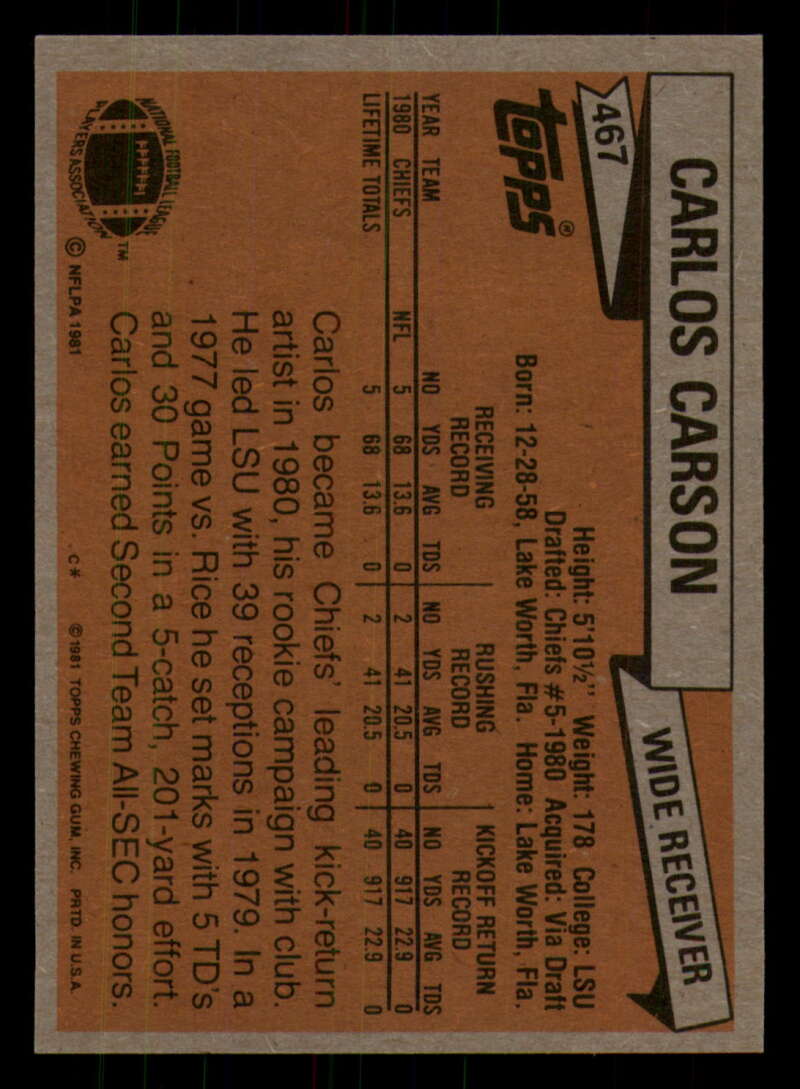 CARLOS CARSON
WIDE RECEIVER
467
TOPPS®
Height: 5'10½" Weight: 178 College: LSU
Drafted: Chiefs #5-1980 Acquired: Via Draft
Born: 12-28-58, Lake Worth, Fla. Home: Lake Worth, Fla.
RECEIVING RECORD RUSHING RECORD KICKOFF RETURN RECORD
YEAR TEAM NO YDS AVG TDS NO YDS AVG TDS NO YDS AVG TDS
1980 CHIEFS NFL 5 68 13.6 0 2 41 20.5 0 40 917 22.9 0
LIFETIME TOTALS 5 68 13.6 0 2 41 20.5 0 40 917 22.9 0
Carlos became Chiefs' leading kick-return
artist in 1980, his rookie campaign with club.
He led LSU with 39 receptions in 1979. In a
1977 game vs. Rice he set marks with 5 TD's
and 30 Points in a 5-catch, 201-yard effort.
Carlos earned Second Team All-SEC honors.
NATIONAL FOOTBALL LEAGUE
PLAYERS ASSOCIATION
TM
© NFLPA 1981
C*
©1981 TOPPS CHEWING GUM, INC. PRTD. IN U.S.A.